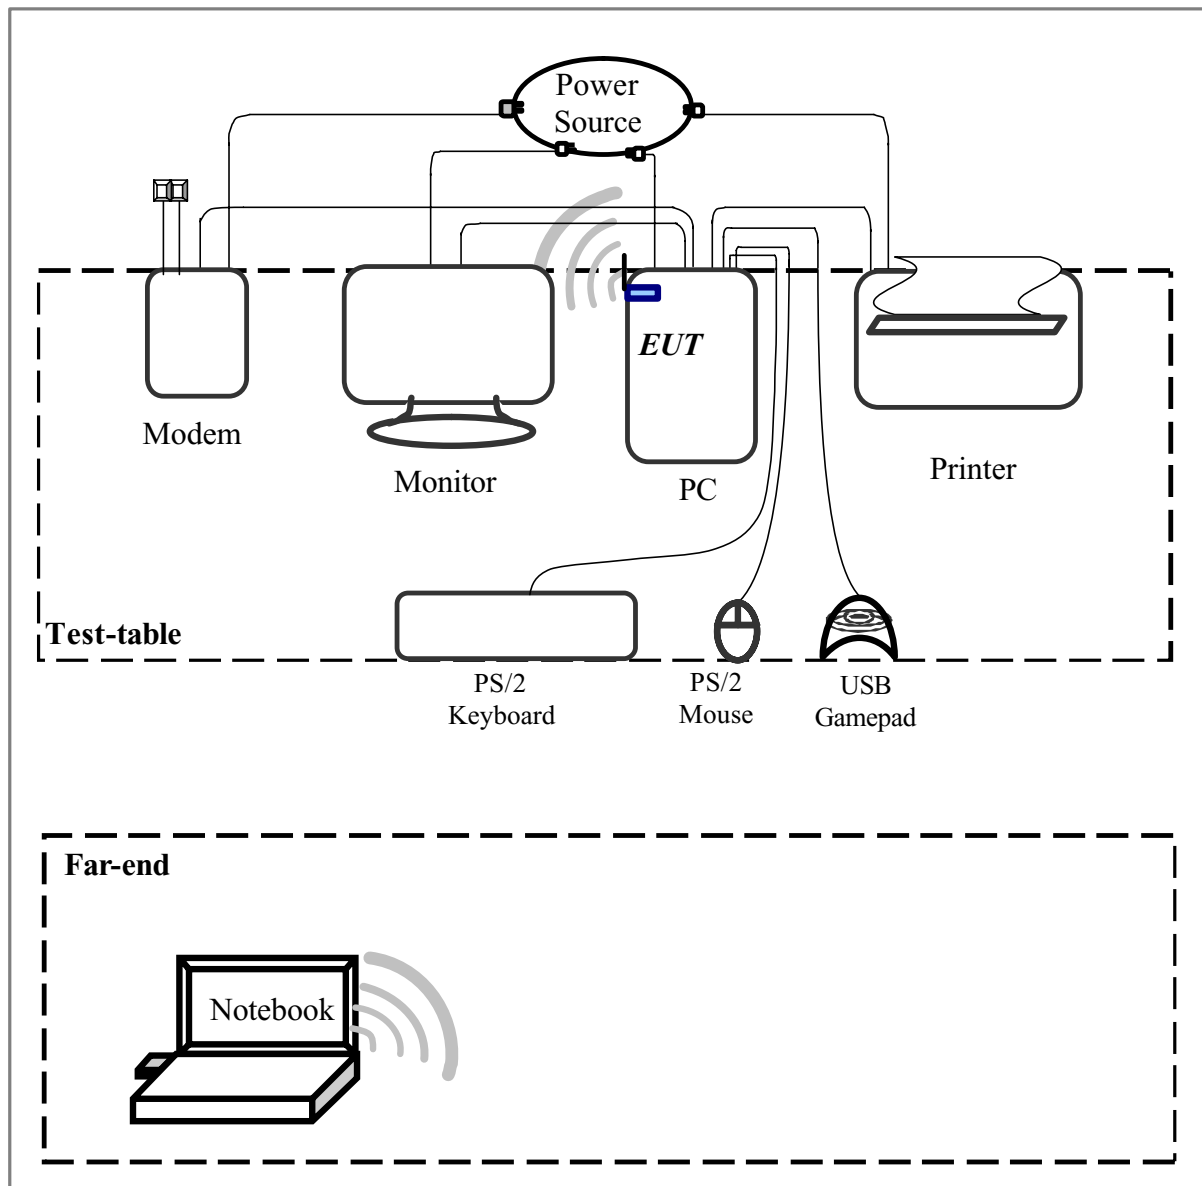 Power
Source
EUT
Modem
Monitor
PC
Printer
Test-table
PS/2
Keyboard
PS/2
Mouse
USB
Gamepad
Far-end
Notebook